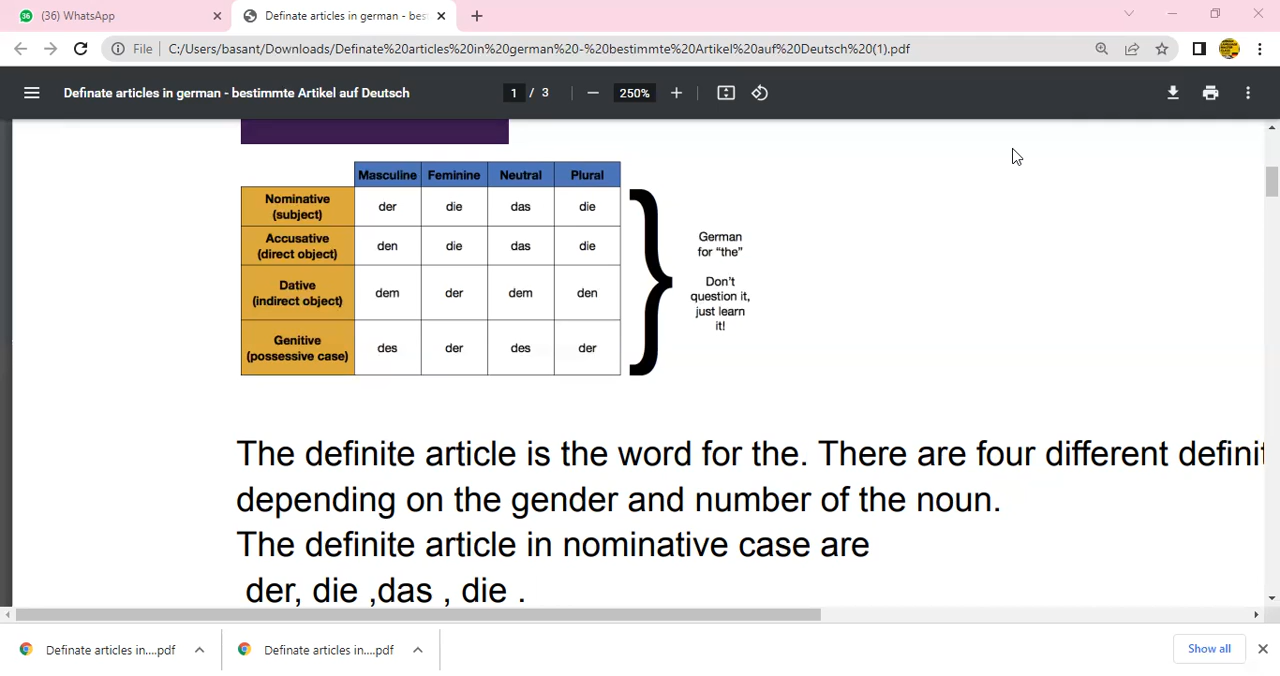 (36) WhatsApp
Definate articles in german - bes
File C:/Users/basant/Downloads/Definate%20articles%20in%20german%20-%20bestimmte%20Artikel%20auf%20Deutsch%20(1).pdf
Definate articles in german - bestimmte Artikel auf Deutsch 1 / 3 250%
Masculine Feminine Neutral Plural
Nominative
(subject)
der die das die
Accusative
(direct object)
den die das die
Dative
(indirect object)
dem der dem den
Genitive
(possessive case)
des der des der
German
for “the”
Don’t
question it,
just learn
it!
The definite article is the word for the. There are four different definit
depending on the gender and number of the noun.
The definite article in nominative case are
der, die ,das , die .
Definate articles in....pdf Definate articles in....pdf Show all